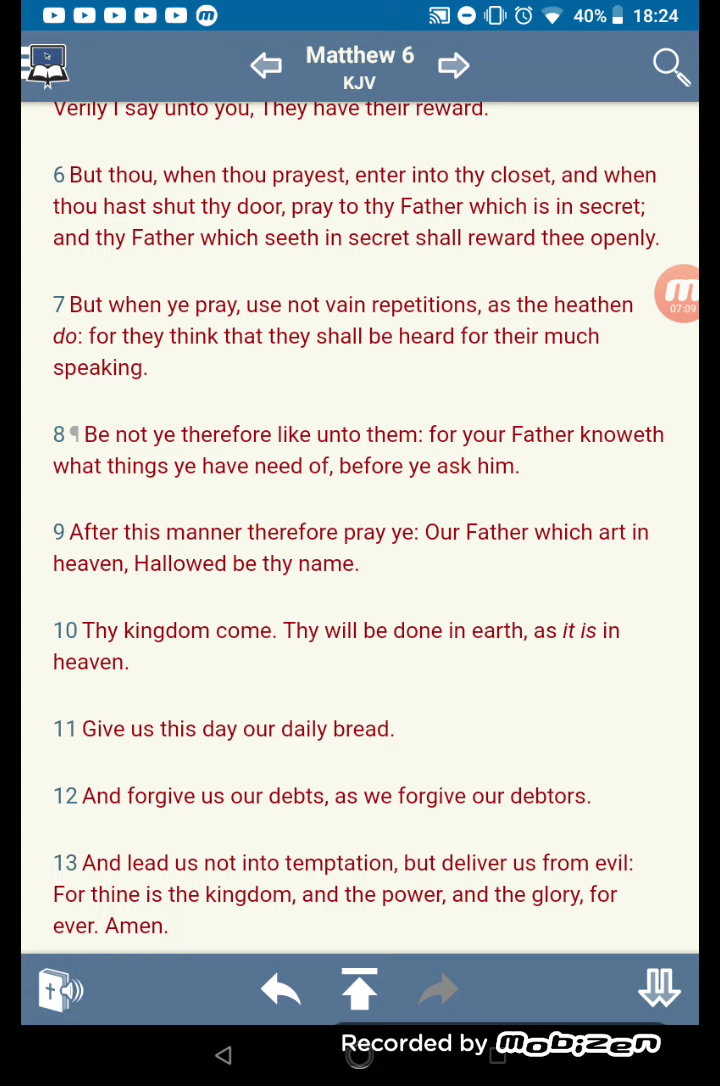 40% 18:24
Matthew 6
KJV
Verily I say unto you, They have their reward.
6 But thou, when thou prayest, enter into thy closet, and when
thou hast shut thy door, pray to thy Father which is in secret;
and thy Father which seeth in secret shall reward thee openly.
7 But when ye pray, use not vain repetitions, as the heathen
do: for they think that they shall be heard for their much
speaking.
07:09
8 ¶ Be not ye therefore like unto them: for your Father knoweth
what things ye have need of, before ye ask him.
9 After this manner therefore pray ye: Our Father which art in
heaven, Hallowed be thy name.
10 Thy kingdom come. Thy will be done in earth, as it is in
heaven.
11 Give us this day our daily bread.
12 And forgive us our debts, as we forgive our debtors.
13 And lead us not into temptation, but deliver us from evil:
For thine is the kingdom, and the power, and the glory, for
ever. Amen.
Recorded by mobizen